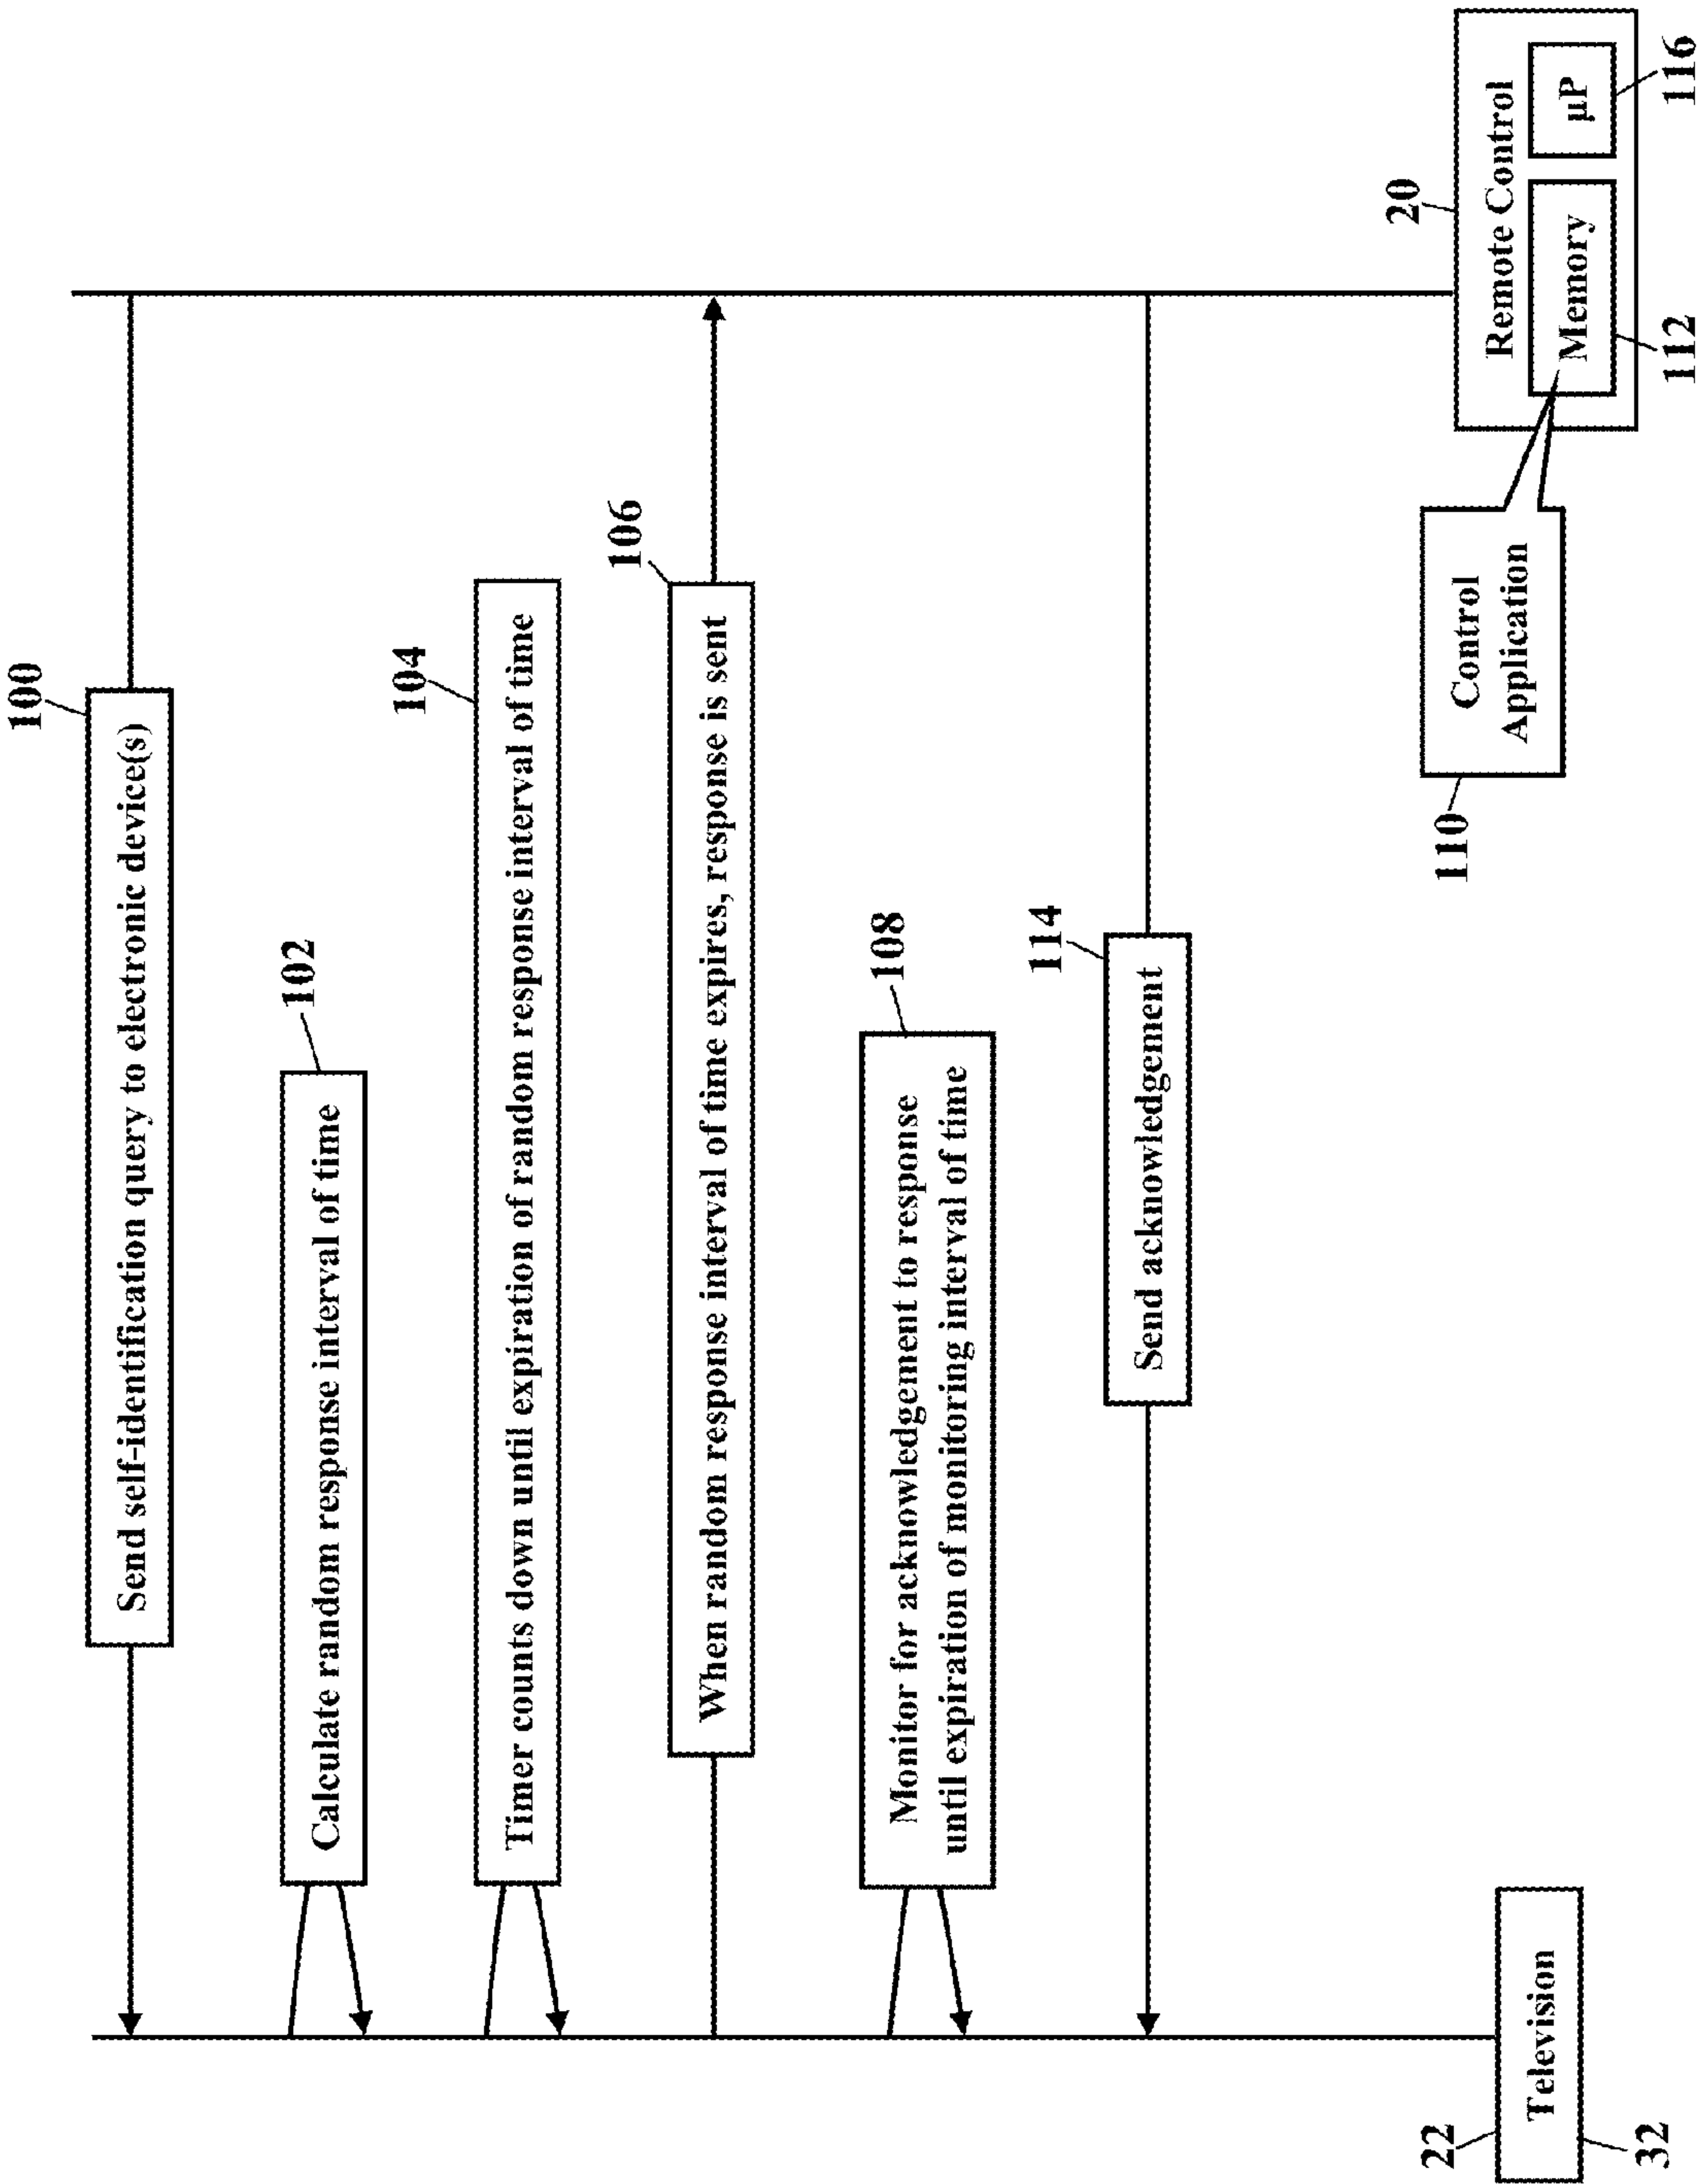 100
Send self-identification query to electronic device(s)
102
Calculate random response interval of time
104
Timer counts down until expiration of random response interval of time
106
When random response interval of time expires, response is sent
108
Monitor for acknowledgement to response
until expiration of monitoring interval of time
114
Send acknowledgement
22
Television
32
110
Control
Application
20
Remote Control
Memory
µP
112
116